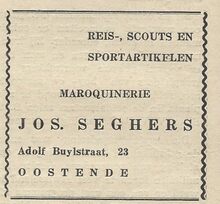 REIS-, SCOUTS EN
SPORTARTIKELEN
MAROQUINERIE
JOS. SEGHERS
Adolf Buylstraat, 23
OOSTENDE